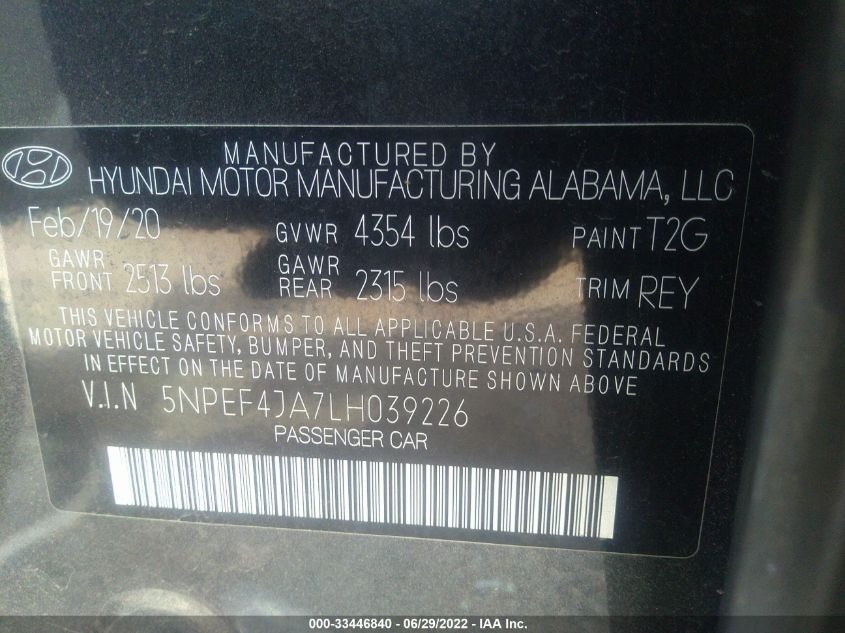 MANUFACTURED BY
HYUNDAI MOTOR MANUFACTURING ALABAMA, LLC
Feb/19/20 GVWR 4354 lbs PAINT T2G
GAWR FRONT 2513 lbs GAWR REAR 2315 lbs TRIM REY
THIS VEHICLE CONFORMS TO ALL APPLICABLE U.S.A. FEDERAL
MOTOR VEHICLE SAFETY, BUMPER, AND THEFT PREVENTION STANDARDS
IN EFFECT ON THE DATE OF MANUFACTURE SHOWN ABOVE
V.I.N 5NPEF4JA7LH039226
PASSENGER CAR
000-33446840 - 06/29/2022 - IAA Inc.